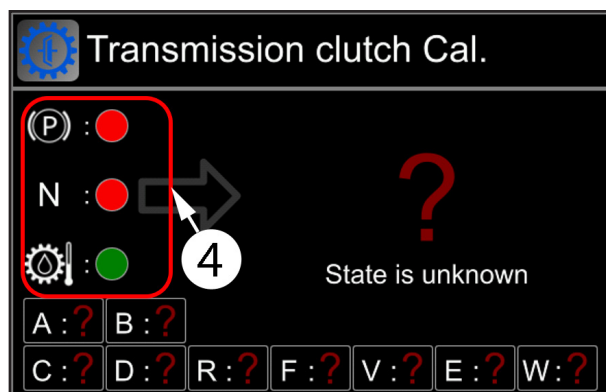 Transmission clutch Cal.
(P) :
N :
:
4
?
State is unknown
A : ? B : ?
C : ? D : ? R : ? F : ? V : ? E : ? W : ?